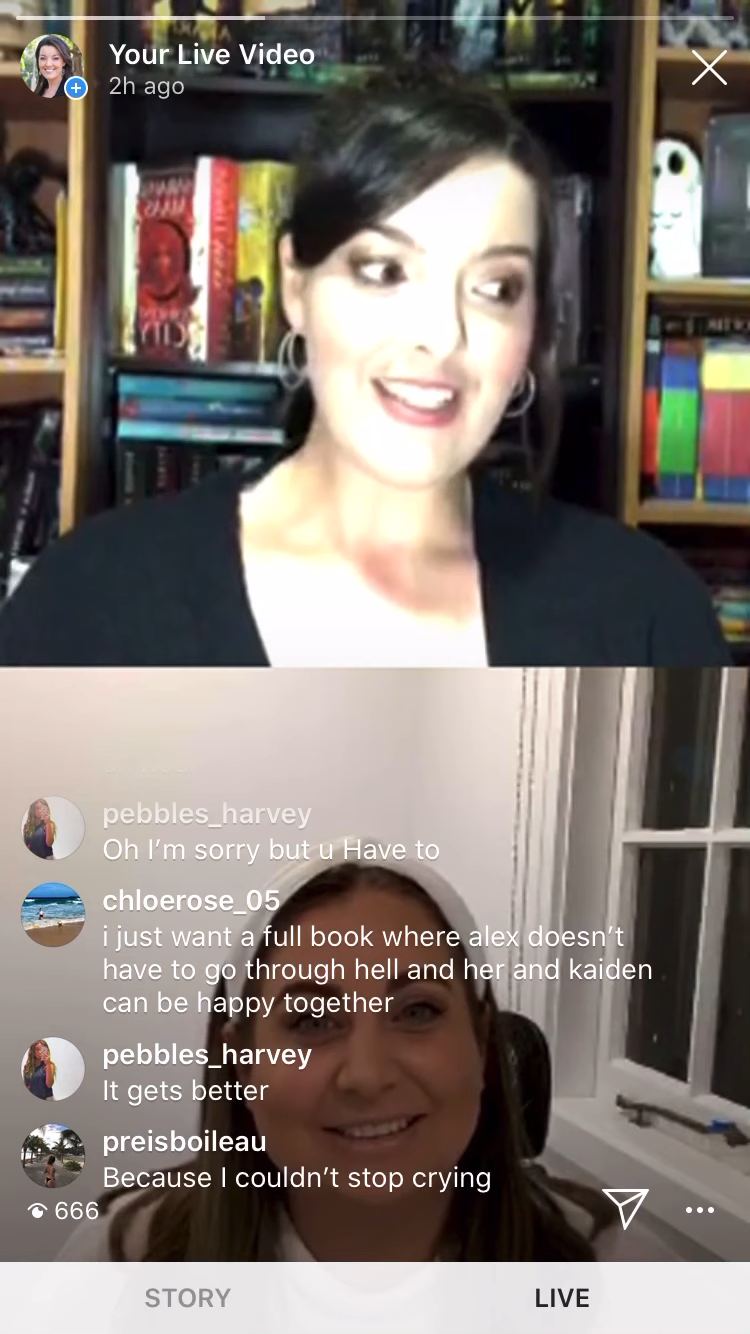 Your Live Video
2h ago
pebbles_harvey
Oh I’m sorry but u Have to
chloerose_05
i just want a full book where alex doesn’t
have to go through hell and her and kaiden
can be happy together
pebbles_harvey
It gets better
preisboileau
Because I couldn’t stop crying
666
STORY
LIVE